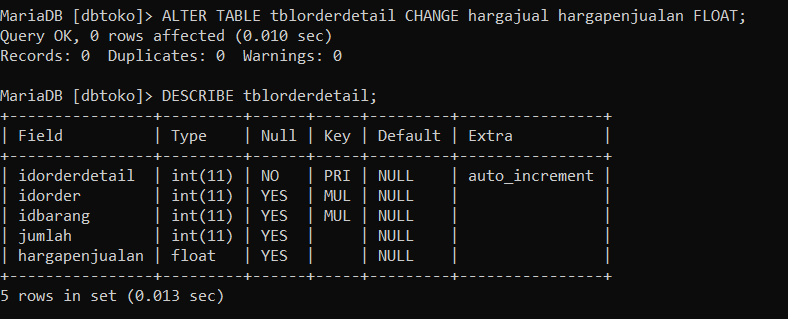 MariaDB [dbtoko]> ALTER TABLE tblorderdetail CHANGE hargajual hargapenjualan FLOAT;
Query OK, 0 rows affected (0.010 sec)
Records: 0  Duplicates: 0  Warnings: 0

MariaDB [dbtoko]> DESCRIBE tblorderdetail;
+----------------+---------+------+-----+---------+----------------+
| Field          | Type    | Null | Key | Default | Extra          |
+----------------+---------+------+-----+---------+----------------+
| idorderdetail  | int(11) | NO   | PRI | NULL    | auto_increment |
| idorder        | int(11) | YES  | MUL | NULL    |                |
| idbarang       | int(11) | YES  | MUL | NULL    |                |
| jumlah         | int(11) | YES  |     | NULL    |                |
| hargapenjualan | float   | YES  |     | NULL    |                |
+----------------+---------+------+-----+---------+----------------+
5 rows in set (0.013 sec)